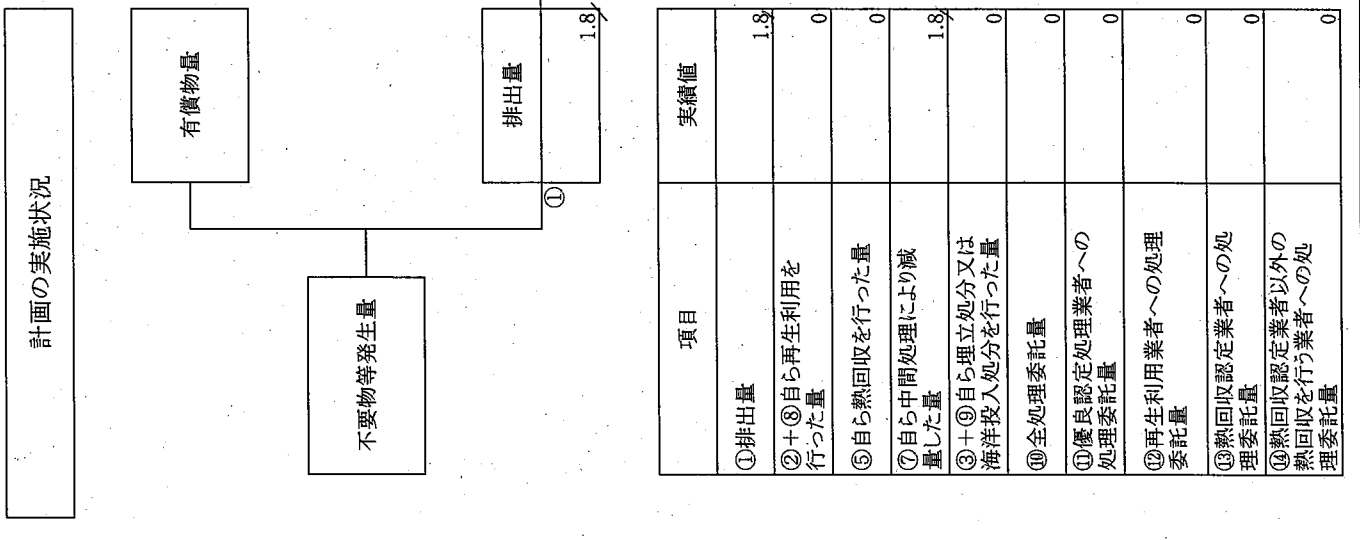 計画の実施状況
有償物量
不要物等発生量
排出量
①
1.8
項目
実績値
①排出量
1.8
②+⑧自ら再生利用を
行った量
0
⑤自ら熱回収を行った量
0
⑦自ら中間処理により減
量した量
1.8
③+⑨自ら埋立処分又は
海洋投入処分を行った量
0
⑩全処理委託量
0
⑪優良認定処理業者への
処理委託量
0
⑫再生利用業者への処理
委託量
0
⑬熱回収認定業者への処
理委託量
0
⑭熱回収認定業者以外の
熱回収を行う業者への処
理委託量
0